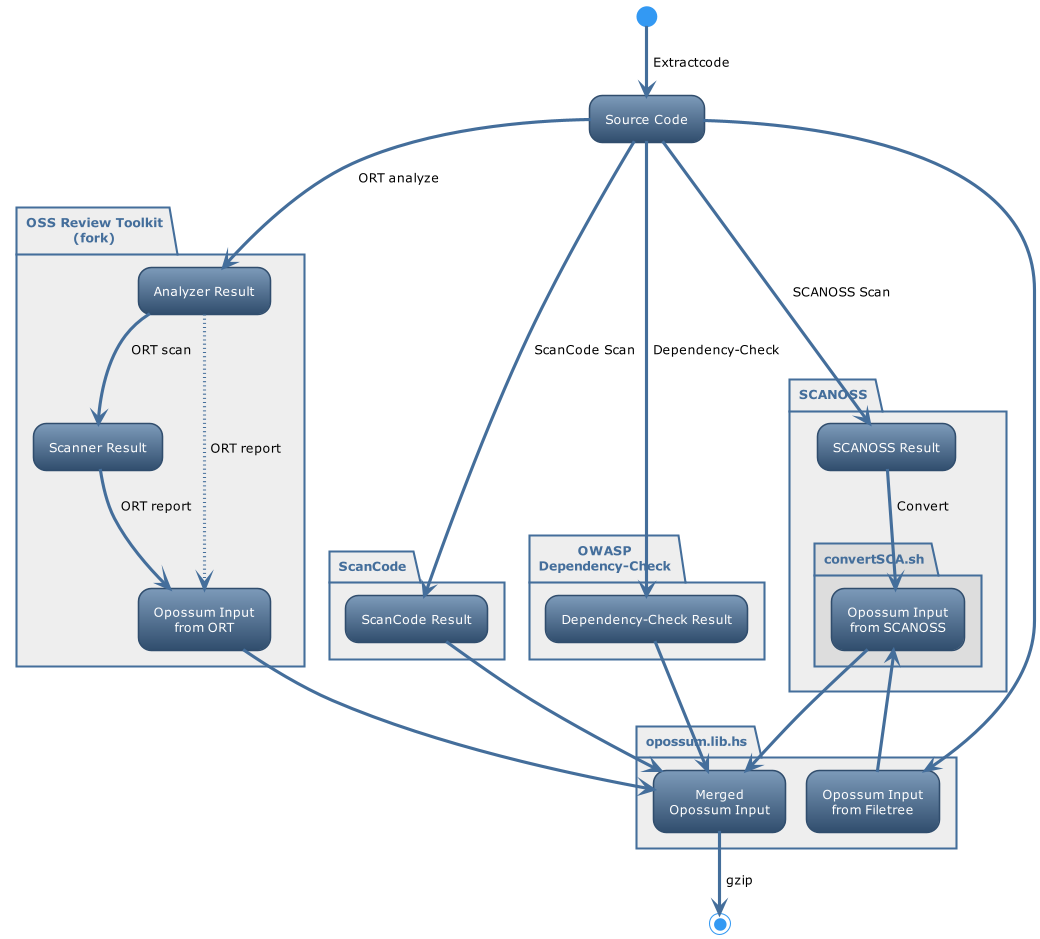 Extractcode
Source Code
ORT analyze
OSS Review Toolkit
(fork)
Analyzer Result
SCANOSS Scan
ORT scan
ScanCode Scan
Dependency-Check
SCANOSS
Scanner Result
ORT report
SCANOSS Result
ORT report
Convert
OWASP
Dependency-Check
ScanCode
convertSCA.sh
Opossum Input
from ORT
ScanCode Result
Dependency-Check Result
Opossum Input
from SCANOSS
opossum.lib.hs
Merged
Opossum Input
Opossum Input
from Filetree
gzip